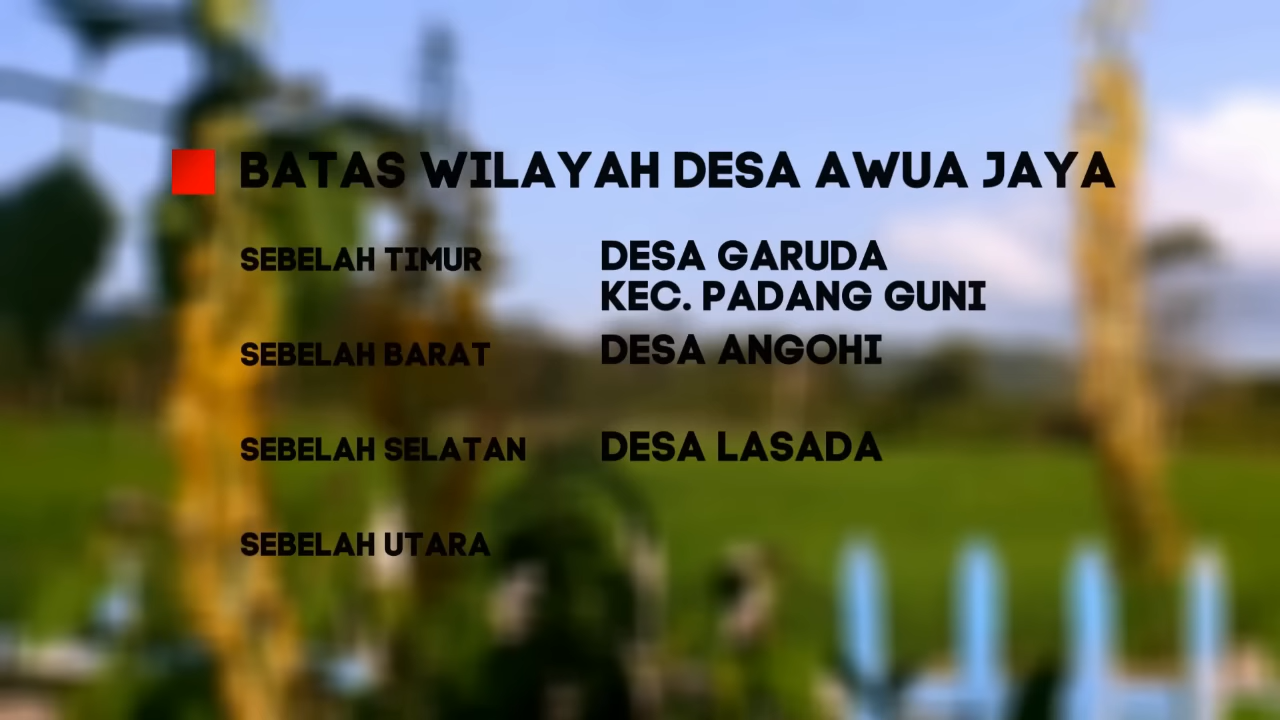 BATAS WILAYAH DESA AWUA JAYA
SEBELAH TIMUR DESA GARUDA
KEC. PADANG GUNI
SEBELAH BARAT DESA ANGOHI
SEBELAH SELATAN DESA LASADA
SEBELAH UTARA